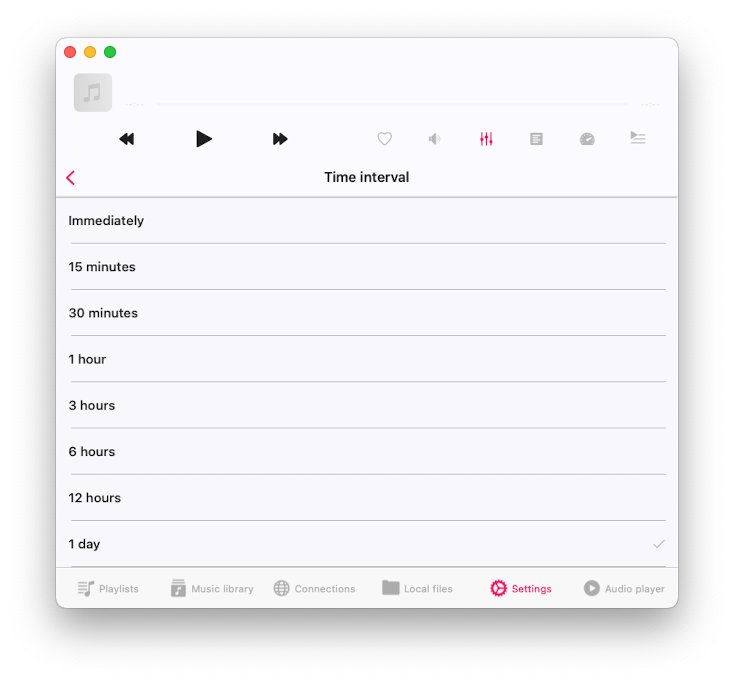 --:-- --:--
Time interval
Immediately
15 minutes
30 minutes
1 hour
3 hours
6 hours
12 hours
1 day
Playlists Music library Connections Local files Settings Audio player